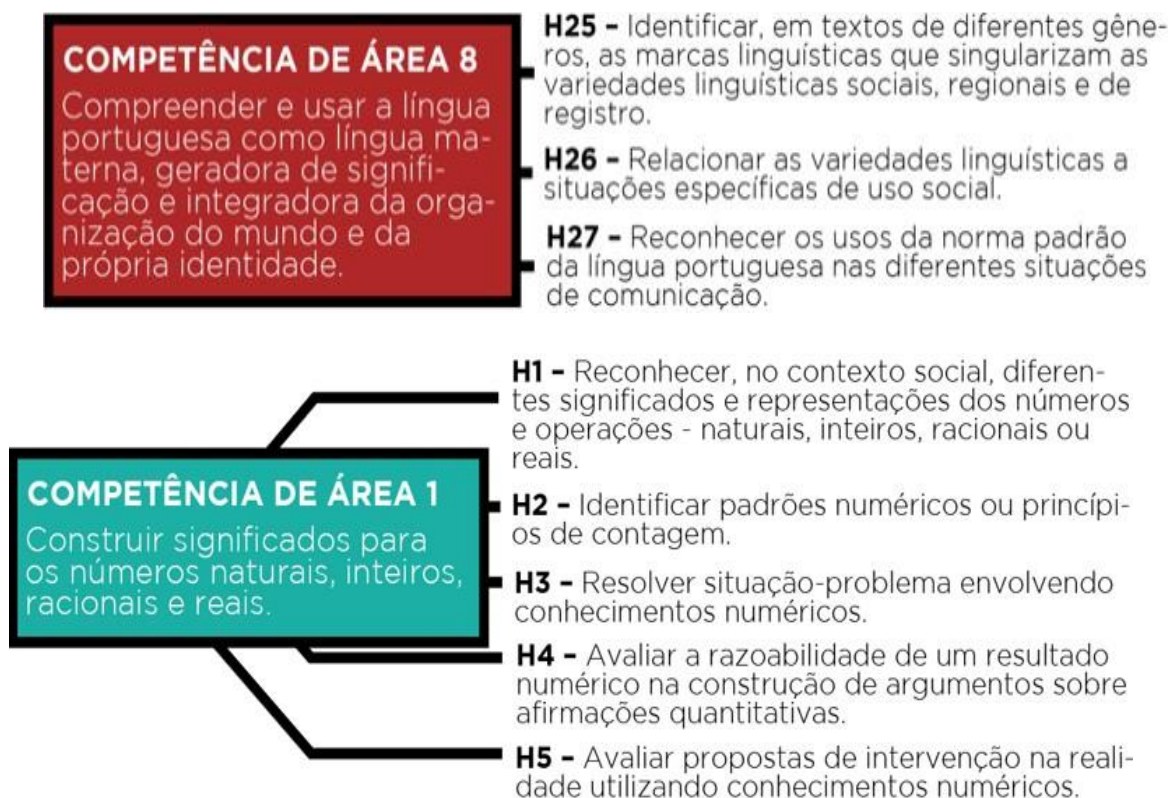 COMPETÊNCIA DE ÁREA 8
Compreender e usar a língua
portuguesa como língua ma-
terna, geradora de signifi-
cação e integradora da orga-
nização do mundo e da
própria identidade.
H25 – Identificar, em textos de diferentes gêne-
ros, as marcas linguísticas que singularizam as
variedades linguísticas sociais, regionais e de
registro.
H26 – Relacionar as variedades linguísticas a
situações específicas de uso social.
H27 – Reconhecer os usos da norma padrão
da língua portuguesa nas diferentes situações
de comunicação.
COMPETÊNCIA DE ÁREA 1
Construir significados para
os números naturais, inteiros,
racionais e reais.
H1 – Reconhecer, no contexto social, diferen-
tes significados e representações dos números
e operações - naturais, inteiros, racionais ou
reais.
H2 – Identificar padrões numéricos ou princípi-
os de contagem.
H3 – Resolver situação-problema envolvendo
conhecimentos numéricos.
H4 – Avaliar a razoabilidade de um resultado
numérico na construção de argumentos sobre
afirmações quantitativas.
H5 – Avaliar propostas de intervenção na reali-
dade utilizando conhecimentos numéricos.